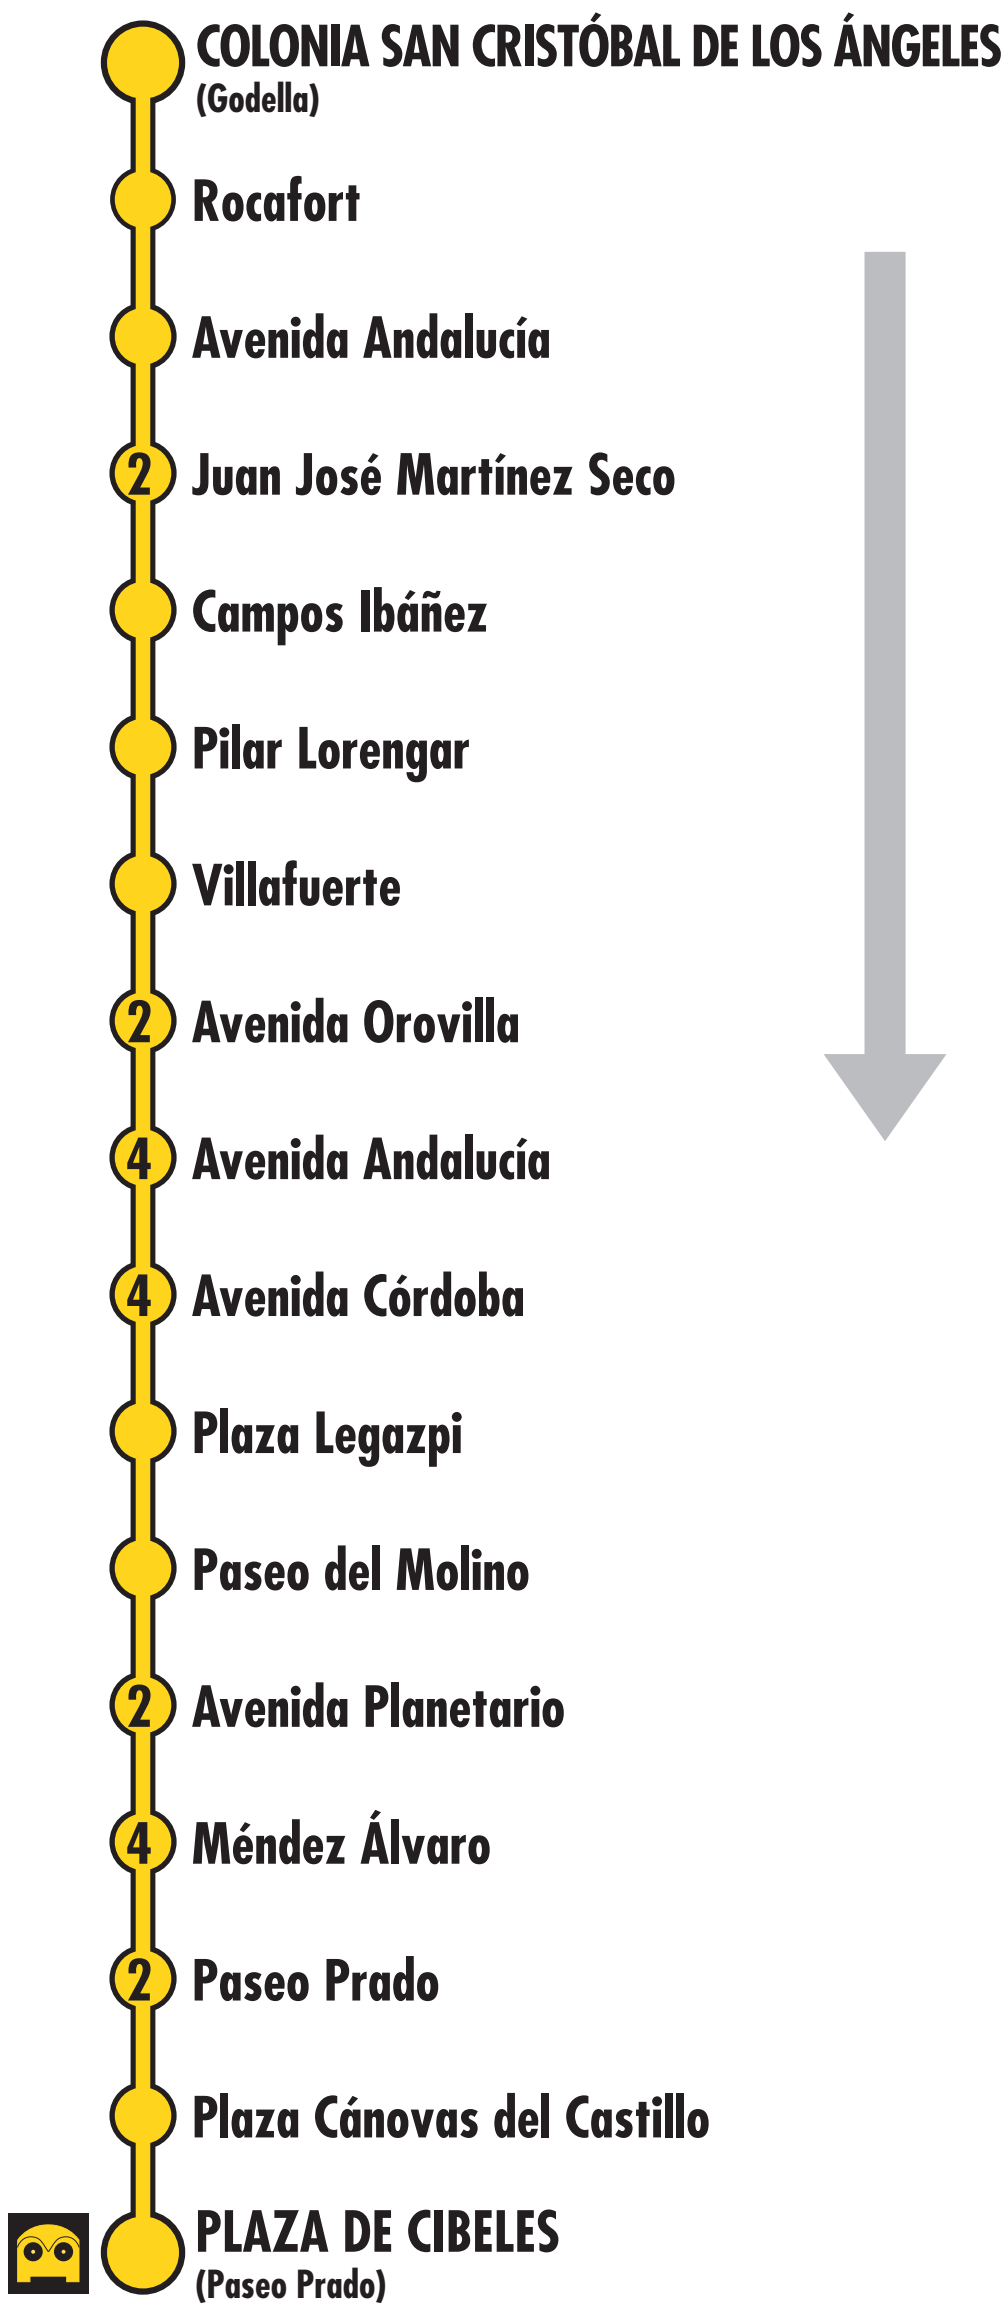 COLONIA SAN CRISTÓBAL DE LOS ÁNGELES
(Godella)
Rocafort
Avenida Andalucía
2 Juan José Martínez Seco
Campos Ibáñez
Pilar Lorengar
Villafuerte
2 Avenida Orovilla
4 Avenida Andalucía
4 Avenida Córdoba
Plaza Legazpi
Paseo del Molino
2 Avenida Planetario
4 Méndez Álvaro
2 Paseo Prado
Plaza Cánovas del Castillo
PLAZA DE CIBELES
(Paseo Prado)